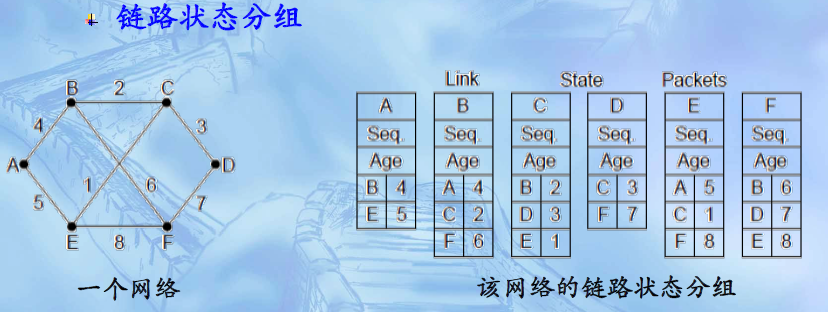 链路状态分组
Link State Packets
B 2 C
4 3
A D
1 6
5 7
E 8 F
A B C D E F
Seq. Seq. Seq. Seq. Seq. Seq.
Age Age Age Age Age Age
B 4 A 4 B 2 C 3 A 5 B 6
E 5 C 2 D 3 F 7 C 1 D 7
F 6 E 1 F 8 E 8
一个网络
该网络的链路状态分组